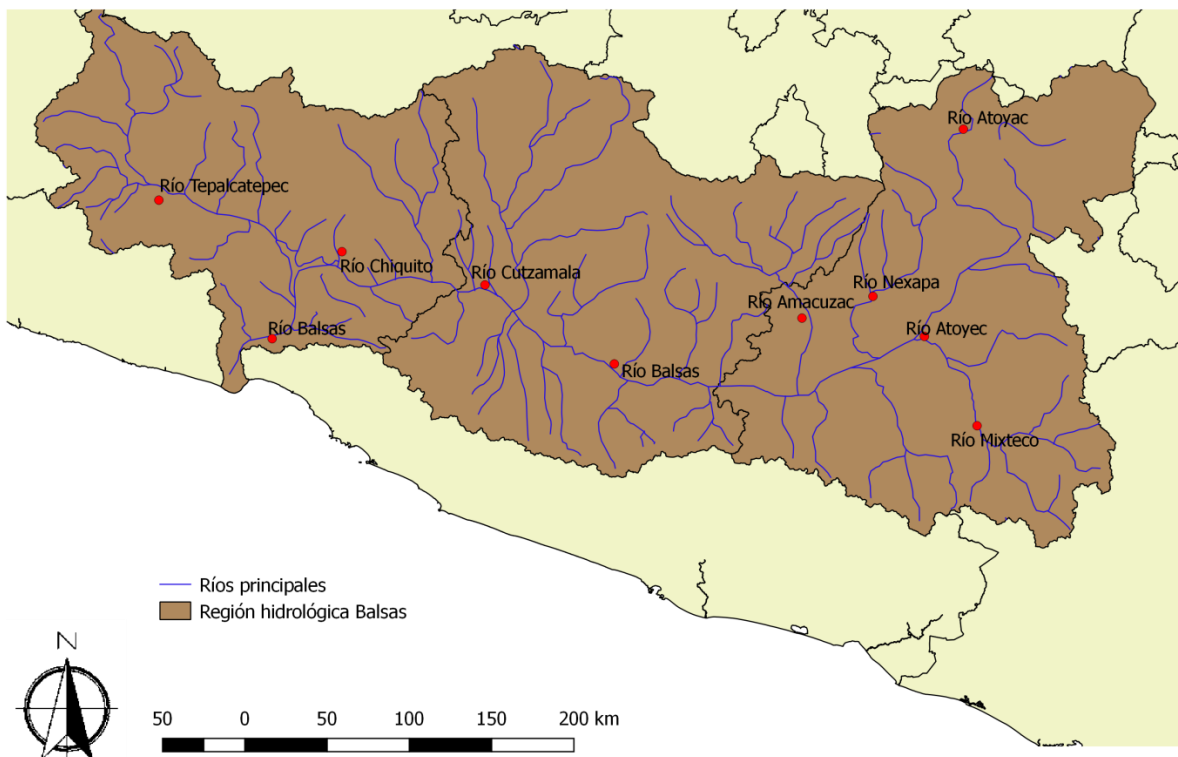 Río Atoyac
Río Tepalcatepec
Río Chiquito
Río Cutzamala
Río Nexapa
Río Amacuzac
Río Balsas
Río Atoyec
Río Balsas
Río Mixteco
Ríos principales
Región hidrológica Balsas
N
50 0 50 100 150 200 km